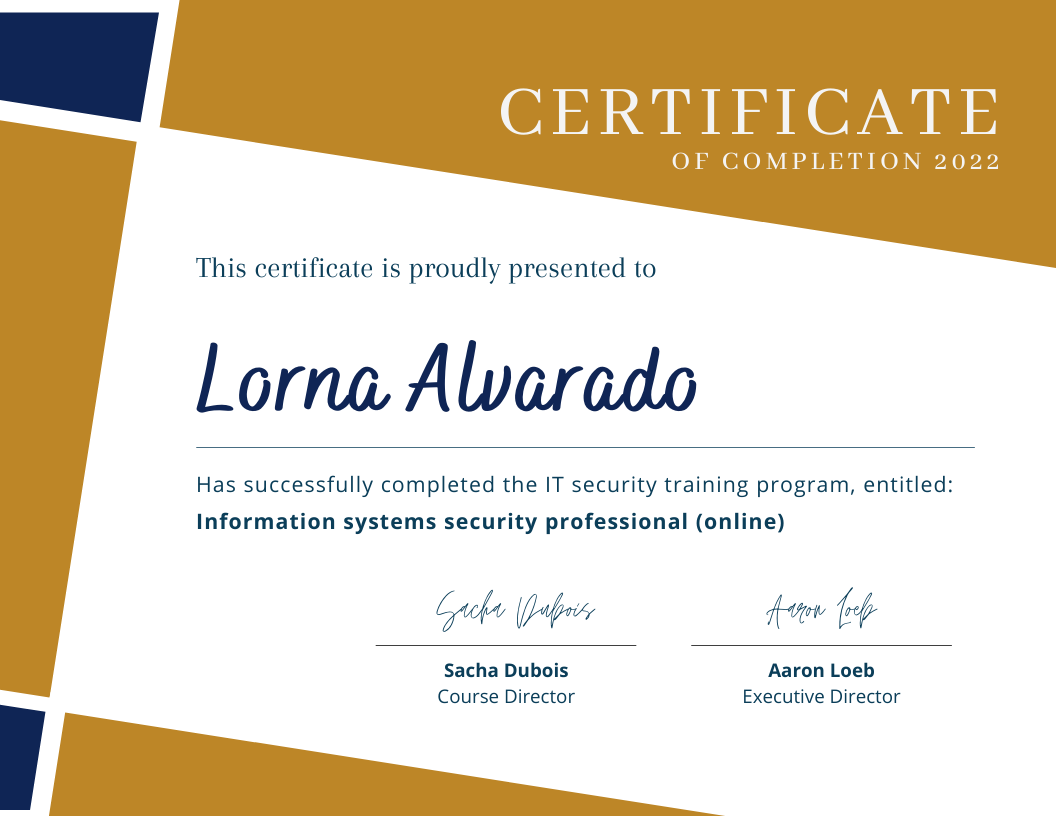 CERTIFICATE
OF COMPLETION 2022
This certificate is proudly presented to
Lorna Alvarado
Has successfully completed the IT security training program, entitled:
Information systems security professional (online)
Sacha Dubois
Aaron Loeb
Sacha Dubois
Aaron Loeb
Course Director
Executive Director